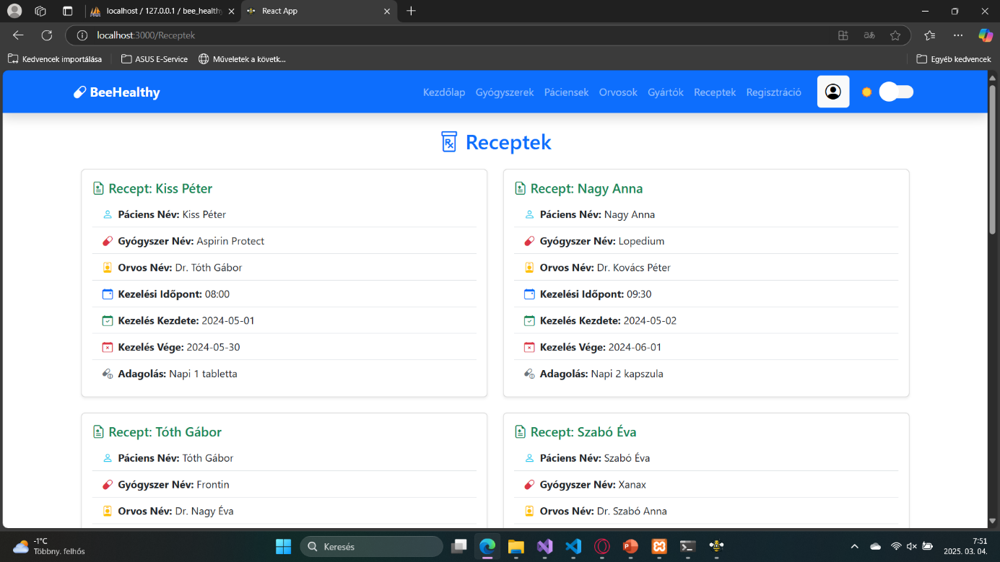 localhost / 127.0.0.1 / bee_healthy
React App
localhost:3000/Receptek
Kedvencek importálása
ASUS E-Service
Műveletek a követk...
Egyéb kedvencek
BeeHealthy
Kezdőlap Gyógyszerek Páciensek Orvosok Gyártók Receptek Regisztráció
Receptek
Recept: Kiss Péter
Páciens Név: Kiss Péter
Gyógyszer Név: Aspirin Protect
Orvos Név: Dr. Tóth Gábor
Kezelési Időpont: 08:00
Kezelés Kezdete: 2024-05-01
Kezelés Vége: 2024-05-30
Adagolás: Napi 1 tabletta
Recept: Nagy Anna
Páciens Név: Nagy Anna
Gyógyszer Név: Lopedium
Orvos Név: Dr. Kovács Péter
Kezelési Időpont: 09:30
Kezelés Kezdete: 2024-05-02
Kezelés Vége: 2024-06-01
Adagolás: Napi 2 kapszula
Recept: Tóth Gábor
Páciens Név: Tóth Gábor
Gyógyszer Név: Frontin
Orvos Név: Dr. Nagy Éva
Recept: Szabó Éva
Páciens Név: Szabó Éva
Gyógyszer Név: Xanax
Orvos Név: Dr. Szabó Anna
-1°C
Többny. felhős
Keresés
7:51
2025. 03. 04.